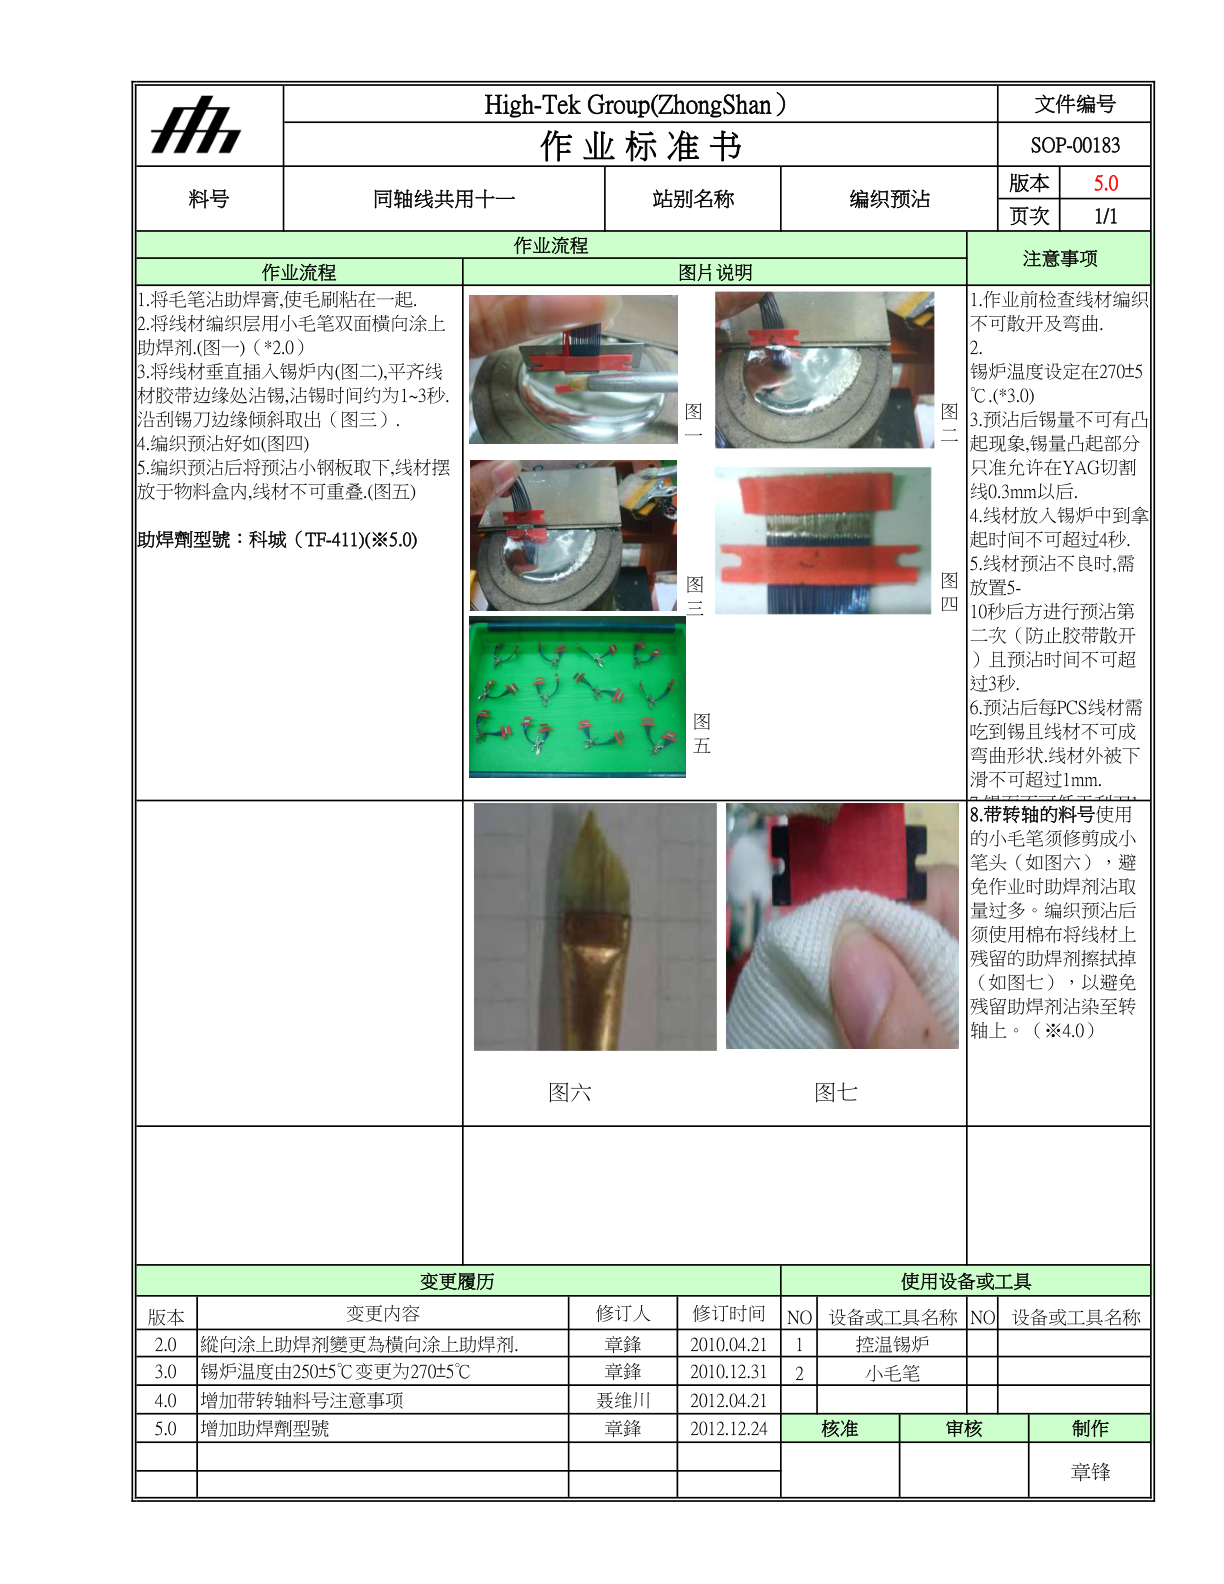 High-Tek Group(ZhongShan）
文件编号
作 业 标 准 书
SOP-00183
料号
同轴线共用十一
站别名称
编织预沾
版本
5.0
页次
1/1
作业流程
注意事项
作业流程
图片说明
1.将毛笔沾助焊膏,使毛刷粘在一起.
2.将线材编织层用小毛笔双面横向涂上
助焊剂.(图一)（*2.0）
3.将线材垂直插入锡炉内(图二),平齐线
材胶带边缘处沾锡,沾锡时间约为1~3秒.
沿刮锡刀边缘倾斜取出（图三）.
4.编织预沾好如(图四)
5.编织预沾后将预沾小钢板取下,线材摆
放于物料盒内,线材不可重叠.(图五)
助焊劑型號：科城（TF-411)(※5.0)
图
一
图
二
图
三
图
四
图
五
1.作业前检查线材编织
不可散开及弯曲.
2.
锡炉温度设定在270±5
℃.(*3.0)
3.预沾后锡量不可有凸
起现象,锡量凸起部分
只准允许在YAG切割
线0.3mm以后.
4.线材放入锡炉中到拿
起时间不可超过4秒.
5.线材预沾不良时,需
放置5-
10秒后方进行预沾第
二次（防止胶带散开
）且预沾时间不可超
过3秒.
6.预沾后每PCS线材需
吃到锡且线材不可成
弯曲形状.线材外被下
滑不可超过1mm.
图六
图七
8.带转轴的料号使用
的小毛笔须修剪成小
笔头（如图六），避
免作业时助焊剂沾取
量过多。编织预沾后
须使用棉布将线材上
残留的助焊剂擦拭掉
（如图七），以避免
残留助焊剂沾染至转
轴上。（※4.0）
变更履历
使用设备或工具
版本
变更内容
修订人
修订时间
NO
设备或工具名称
NO
设备或工具名称
2.0
縱向涂上助焊剂變更為橫向涂上助焊剂.
章鋒
2010.04.21
1
控温锡炉
3.0
锡炉温度由250±5℃变更为270±5℃
章鋒
2010.12.31
2
小毛笔
4.0
增加带转轴料号注意事项
聂维川
2012.04.21
5.0
增加助焊劑型號
章鋒
2012.12.24
核准
审核
制作
章锋